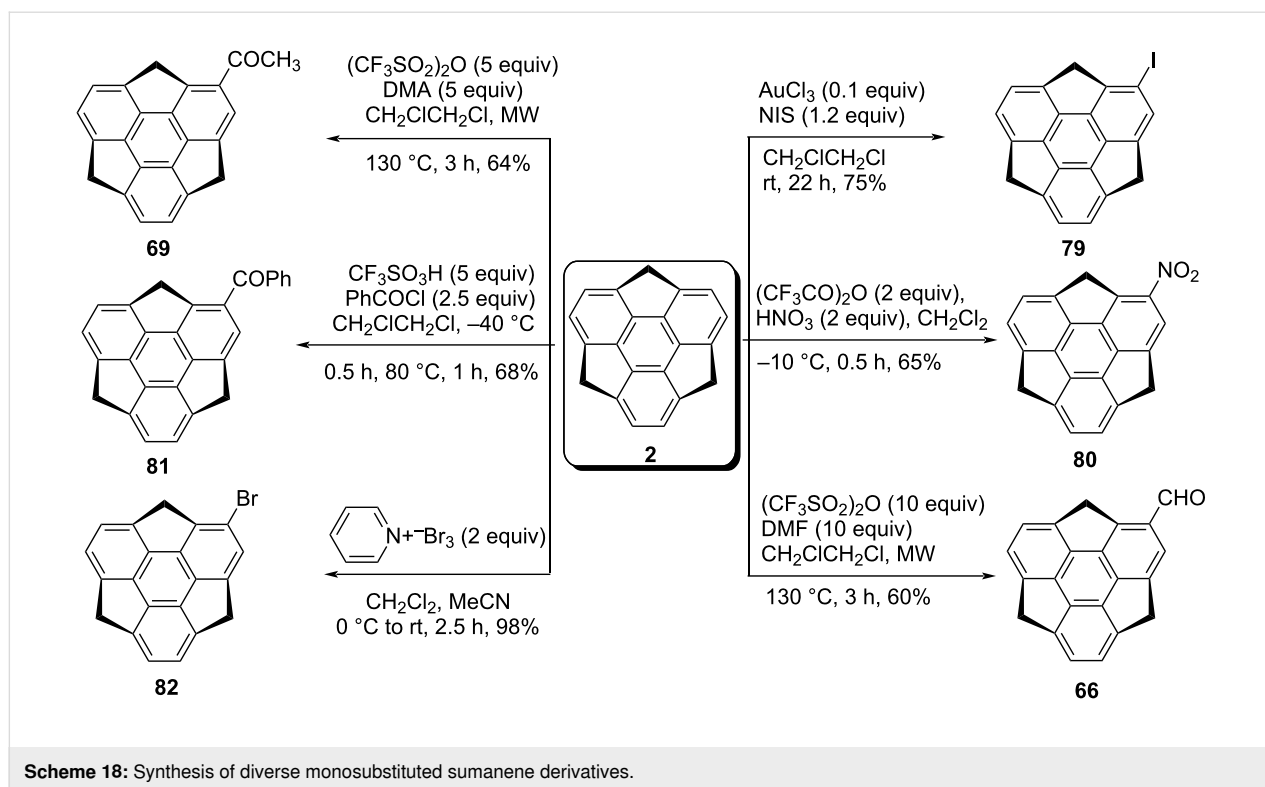 COCH3
(CF3SO2)2O (5 equiv)
DMA (5 equiv)
CH2ClCH2Cl, MW
130 °C, 3 h, 64%
69
COPh
CF3SO3H (5 equiv)
PhCOCl (2.5 equiv)
CH2ClCH2Cl, –40 °C
0.5 h, 80 °C, 1 h, 68%
81
Br
N+ –Br3 (2 equiv)
CH2Cl2, MeCN
0 °C to rt, 2.5 h, 98%
82
2
AuCl3 (0.1 equiv)
NIS (1.2 equiv)
CH2ClCH2Cl
rt, 22 h, 75%
I
79
(CF3CO)2O (2 equiv),
HNO3 (2 equiv), CH2Cl2
–10 °C, 0.5 h, 65%
NO2
80
(CF3SO2)2O (10 equiv)
DMF (10 equiv)
CH2ClCH2Cl, MW
130 °C, 3 h, 60%
CHO
66
Scheme 18: Synthesis of diverse monosubstituted sumanene derivatives.